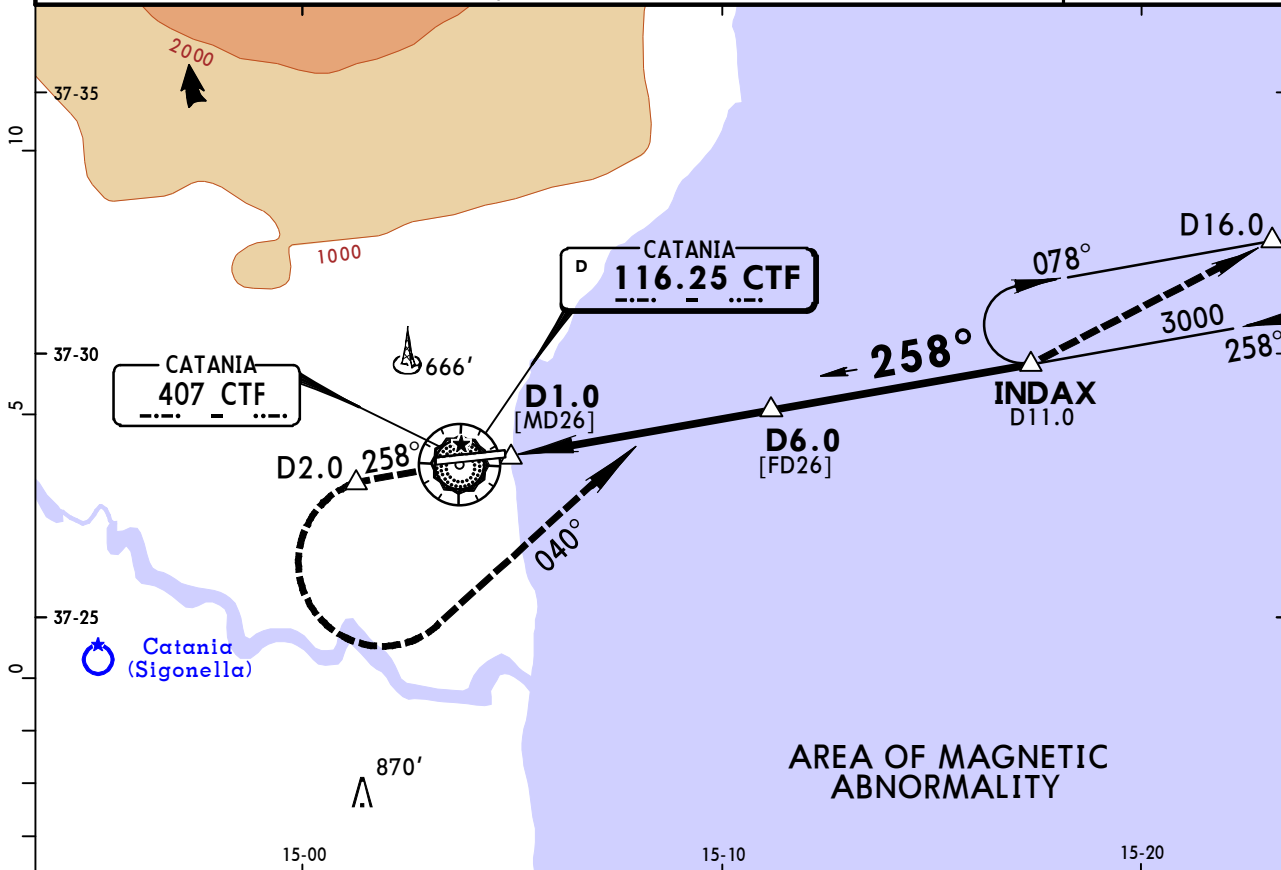 2000
37-35
10
D16.0
CATANIA
D
116.25 CTF
078°
1000
3000
258°
37-30
258°
666'
CATANIA
407 CTF
D1.0
[MD26]
INDAX
D11.0
5
D6.0
[FD26]
D2.0
258°
040°
37-25
Catania
(Sigonella)
0
AREA OF MAGNETIC
ABNORMALITY
870'
15-00
15-10
15-20